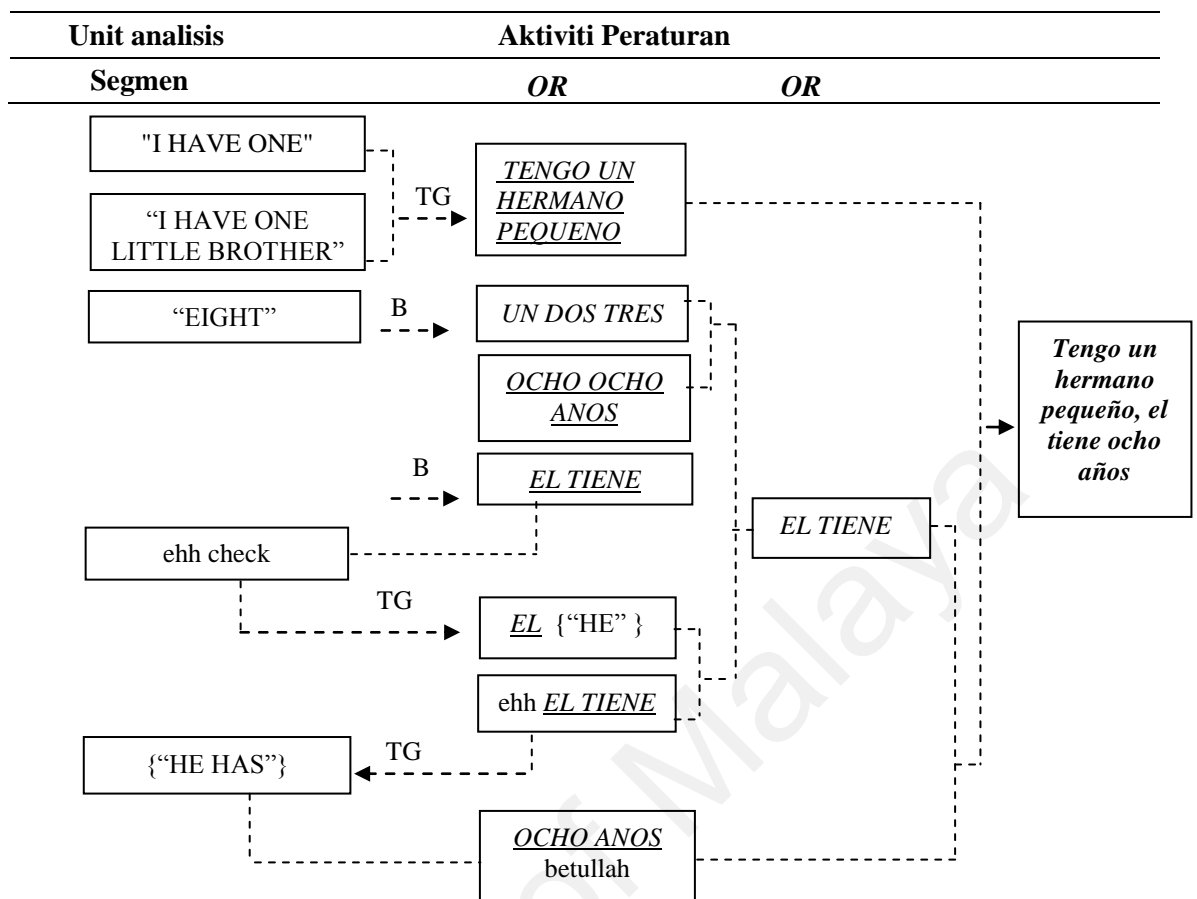 Unit analisis Aktiviti Peraturan
Segmen OR OR
"I HAVE ONE"
TG
TENGO UN
HERMANO
PEQUENO
“I HAVE ONE
LITTLE BROTHER”
“EIGHT”
B
UN DOS TRES
OCHO OCHO
ANOS
B
EL TIENE
ehh check
TG
EL {“HE” }
ehh EL TIENE
{“HE HAS”}
TG
OCHO ANOS
betullah
EL TIENE
Tengo un
hermano
pequeño, el
tiene ocho
años
of Malaya